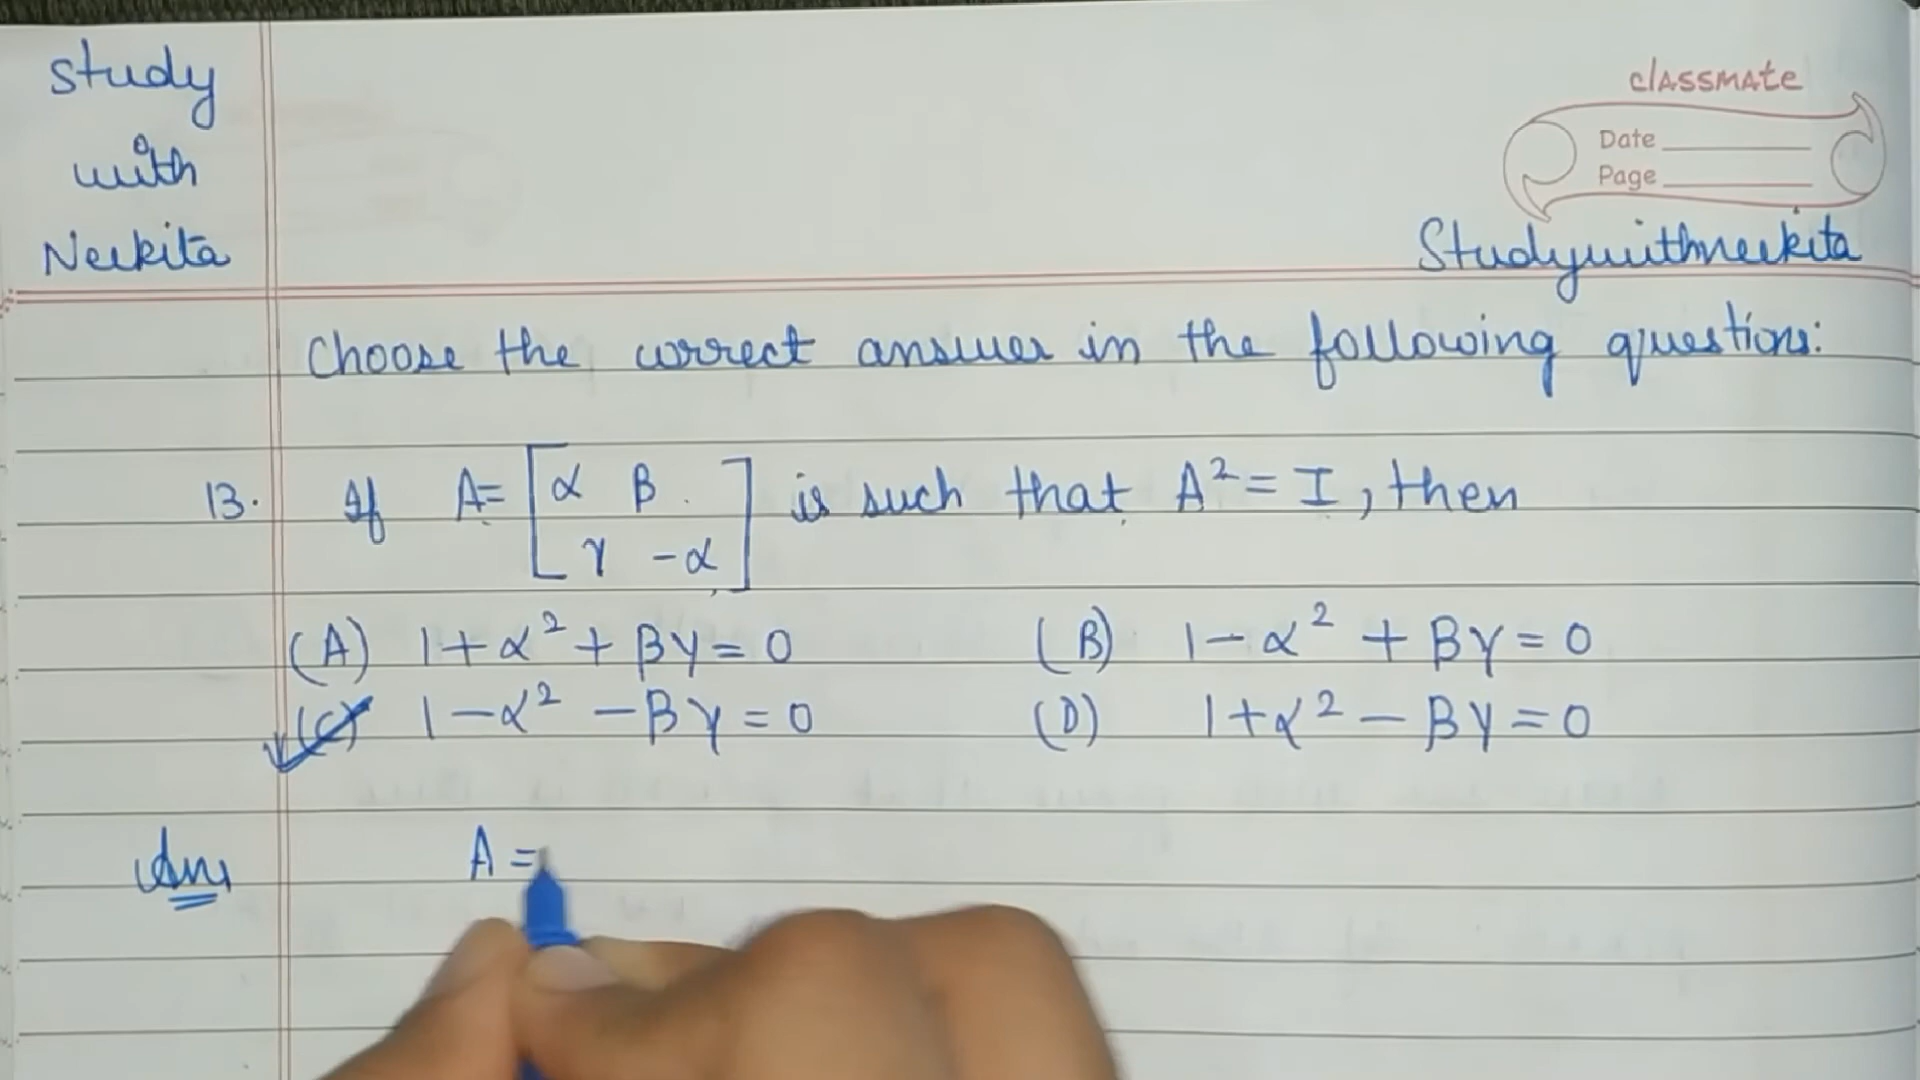 study
with
Neekita
classmate
Date
Page
Studywithneekita
Choose the correct answer in the following questions:
13. If A= [α β
γ -α] is such that A² = I, then
(A) 1+α² + βγ = 0 (B) 1-α² + βγ = 0
(C) 1-α² -βγ = 0 (D) 1+α² - βγ = 0
Ans A =